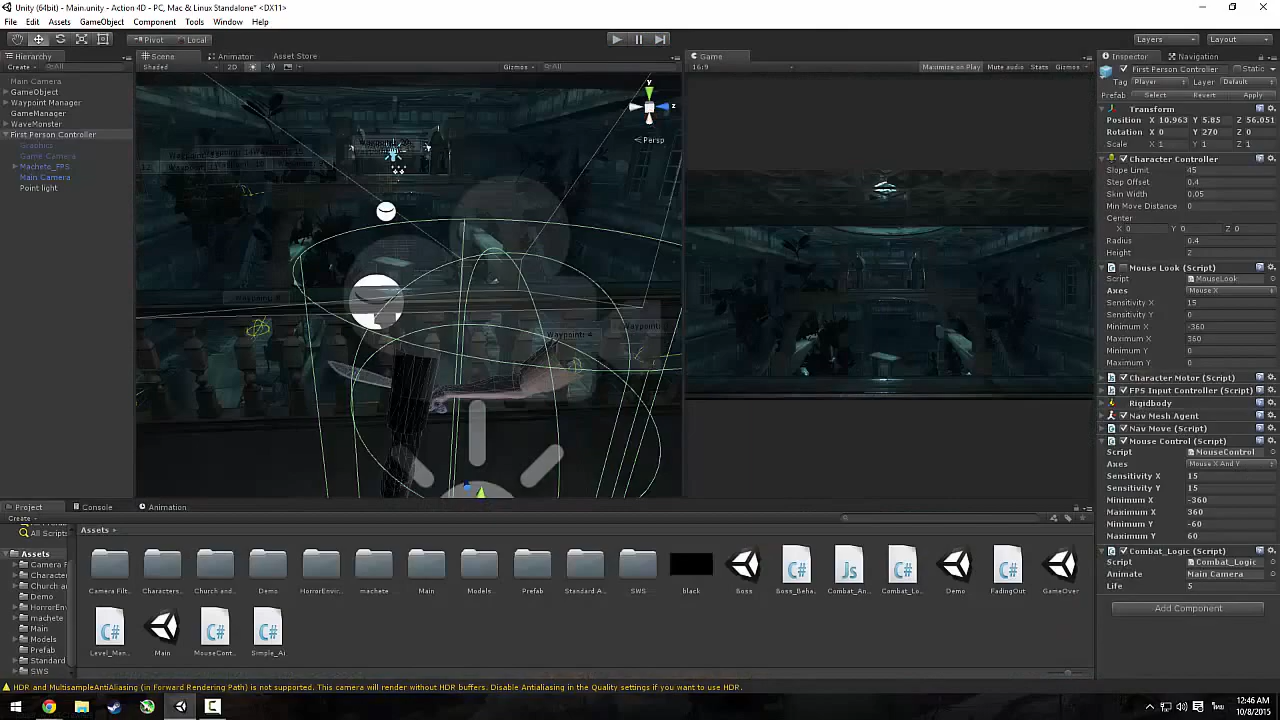 Unity (64bit) - Main.unity - Action 4D - PC, Mac & Linux Standalone* <DX11>
File Edit Assets GameObject Component Tools Window Help
Pivot Local Layers Layout
Hierarchy
Create All
Main Camera
GameObject
Waypoint Manager
GameManager
WaveMonster
First Person Controller
Graphics
Game Camera
Machete_FPS
Main Camera
Point light
Scene Animator Asset Store
Shaded 2D Gizmos All
Y
Z
Persp
Waypoint: 4
Game
16:9 Maximize on Play Mute audio Stats Gizmos
Inspector Navigation
First Person Controller Static
Tag Player Layer Default
Prefab Select Revert Apply
Transform
Position X 10.963 Y 5.85 Z 56.051
Rotation X 0 Y 270 Z 0
Scale X 1 Y 1 Z 1
Character Controller
Slope Limit 45
Step Offset 0.4
Skin Width 0.05
Min Move Distance 0
Center
X 0 Y 0 Z 0
Radius 0.4
Height 2
Mouse Look (Script)
Script MouseLook
Axes Mouse X
Sensitivity X 15
Sensitivity Y 0
Minimum X -360
Maximum X 360
Minimum Y 0
Maximum Y 0
Character Motor (Script)
FPS Input Controller (Script)
Rigidbody
Nav Mesh Agent
Nav Move (Script)
Mouse Control (Script)
Script MouseControl
Axes Mouse X And Y
Sensitivity X 15
Sensitivity Y 15
Minimum X -360
Maximum X 360
Minimum Y -60
Maximum Y 60
Combat_Logic (Script)
Script Combat_Logic
Animate Main Camera
Life 5
Add Component
Project Console Animation
Create
All Scripts
Assets
Camera F
Character
Church an
Demo
HorrorEnv
machete
Main
Models
Prefab
Standard
SWS
Assets
Camera Filt... Characters... Church and... Demo HorrorEnvir... machete Main Models Prefab Standard A... SWS black Boss Boss_Beha... Combat_An... Combat_Lo... Demo FadingOut GameOver
Level_Man... Main MouseCont... Simple_Ai
HDR and MultisampleAntiAliasing (in Forward Rendering Path) is not supported. This camera will render without HDR buffers. Disable Antialiasing in the Quality settings if you want to use HDR.
12:46 AM
10/8/2015